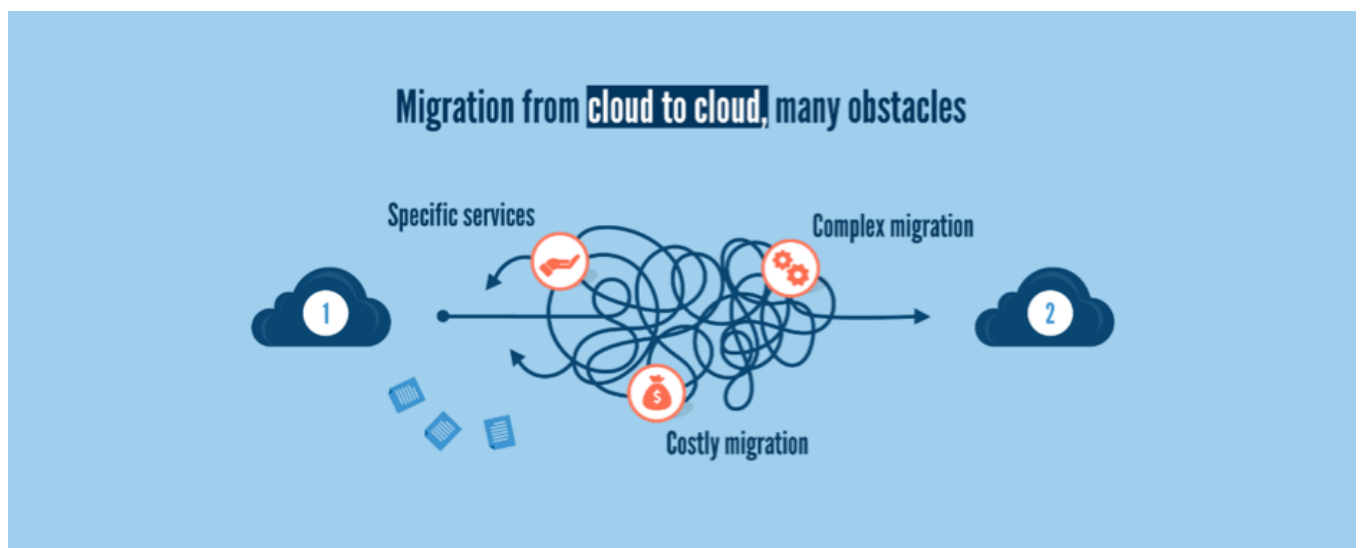 Migration from cloud to cloud, many obstacles
Specific services
Complex migration
1
2
$
Costly migration